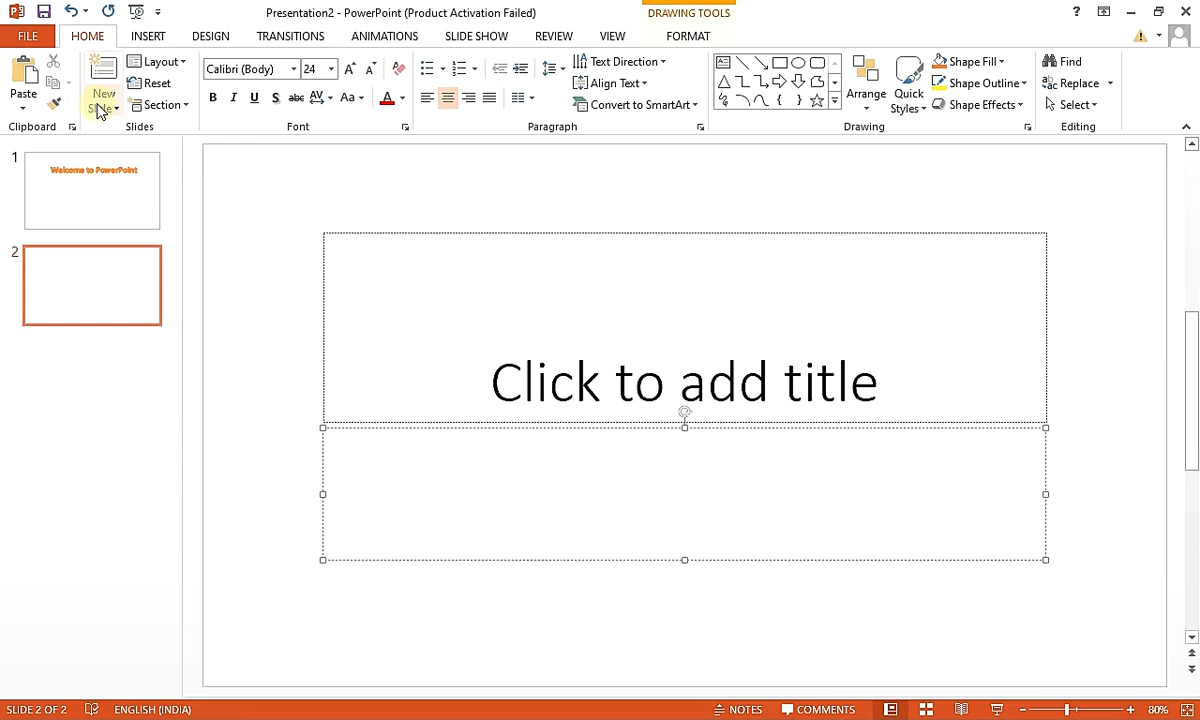 Presentation2 - PowerPoint (Product Activation Failed)
DRAWING TOOLS
FILE HOME INSERT DESIGN TRANSITIONS ANIMATIONS SLIDE SHOW REVIEW VIEW FORMAT
Paste
Clipboard
New
Slide
Layout
Reset
Section
Slides
Calibri (Body) 24
B I U S abc AV Aa A
Font
Text Direction
Align Text
Convert to SmartArt
Paragraph
Arrange
Quick
Styles
Shape Fill
Shape Outline
Shape Effects
Drawing
Find
Replace
Select
Editing
1
Welcome to PowerPoint
2
Click to add title
SLIDE 2 OF 2 ENGLISH (INDIA) NOTES COMMENTS 80%